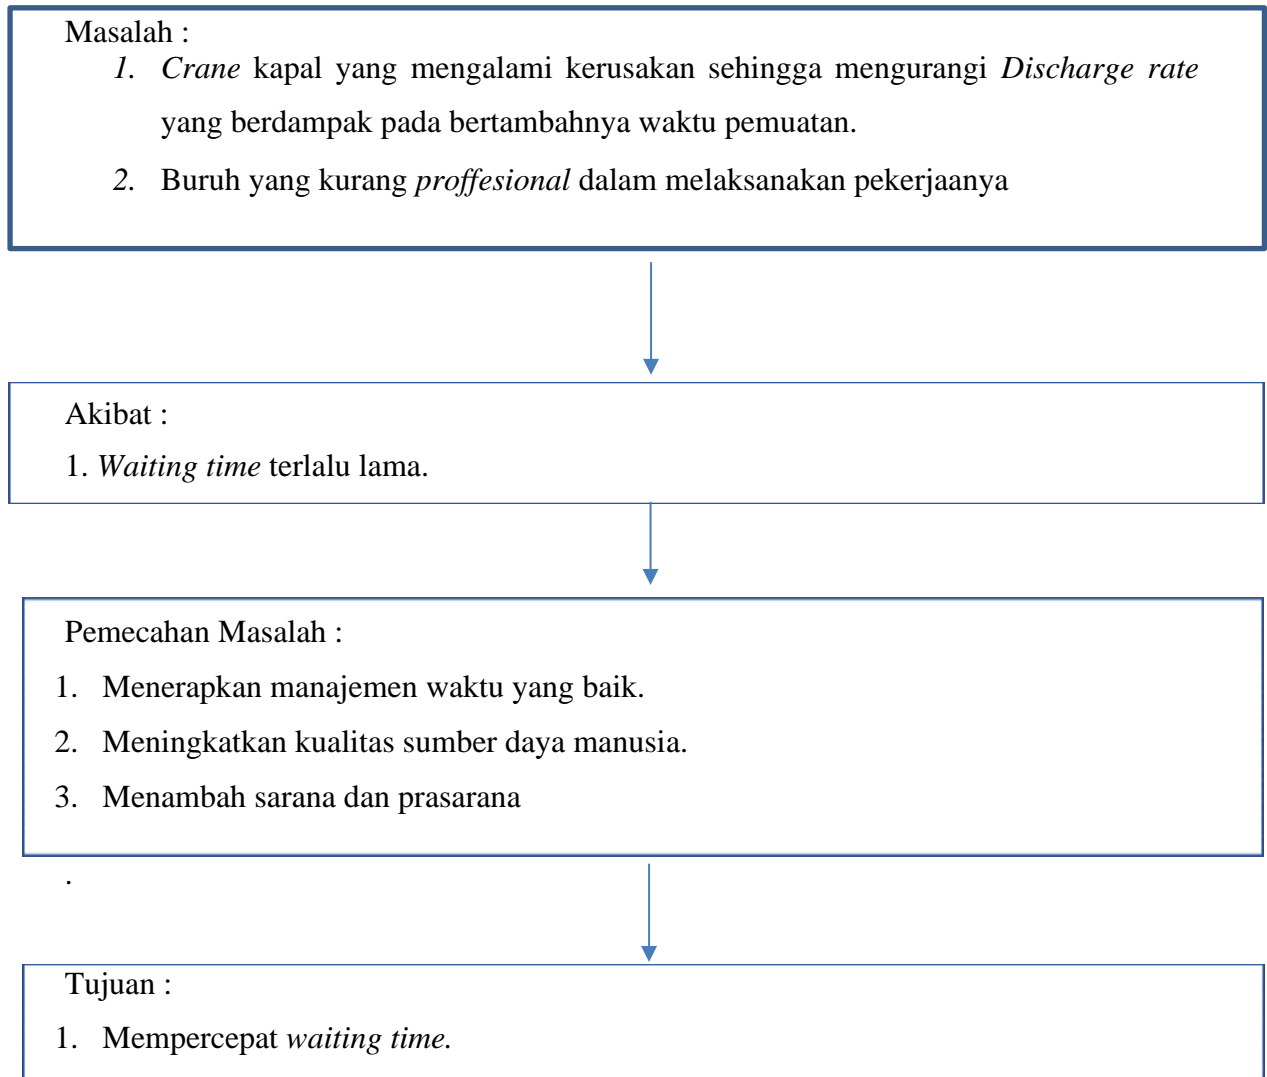 Masalah :
1. Crane kapal yang mengalami kerusakan sehingga mengurangi Discharge rate
yang berdampak pada bertambahnya waktu pemuatan.
2. Buruh yang kurang proffesional dalam melaksanakan pekerjaanya
Akibat :
1. Waiting time terlalu lama.
Pemecahan Masalah :
1. Menerapkan manajemen waktu yang baik.
2. Meningkatkan kualitas sumber daya manusia.
3. Menambah sarana dan prasarana
.
Tujuan :
1. Mempercepat waiting time.